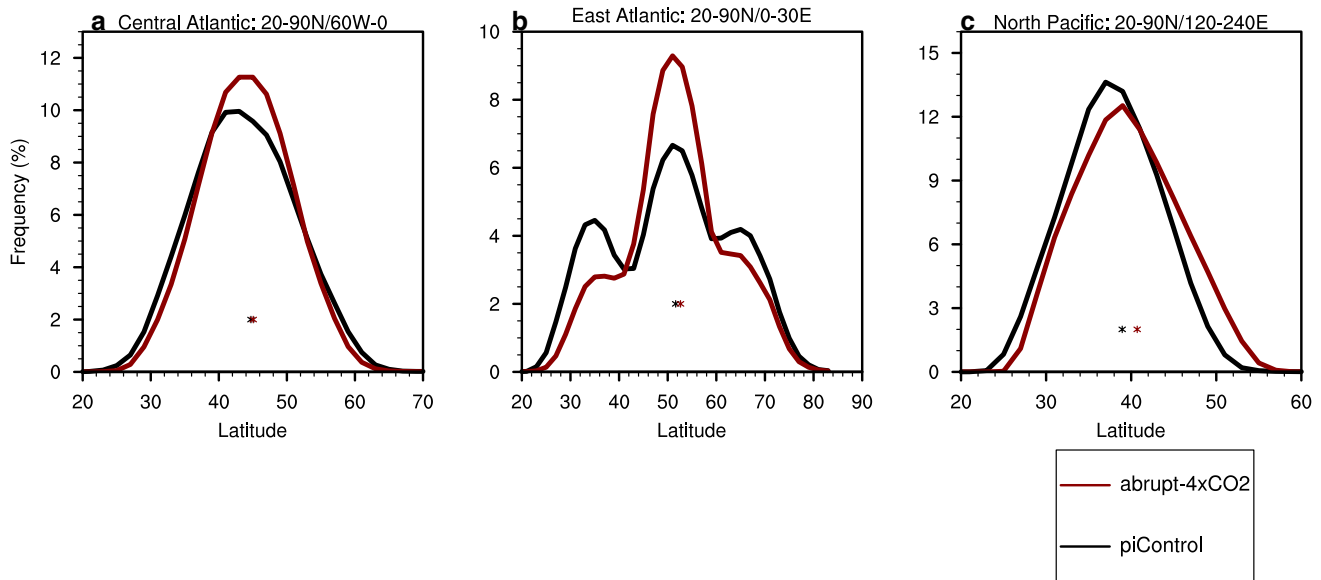 a Central Atlantic: 20-90N/60W-0
b East Atlantic: 20-90N/0-30E
c North Pacific: 20-90N/120-240E
Frequency (%)
12
10
8
6
4
2
0
20 30 40 50 60 70
Latitude
10
8
6
4
2
0
20 30 40 50 60 70 80 90
Latitude
15
12
9
6
3
0
20 30 40 50 60
Latitude
abrupt-4xCO2
piControl